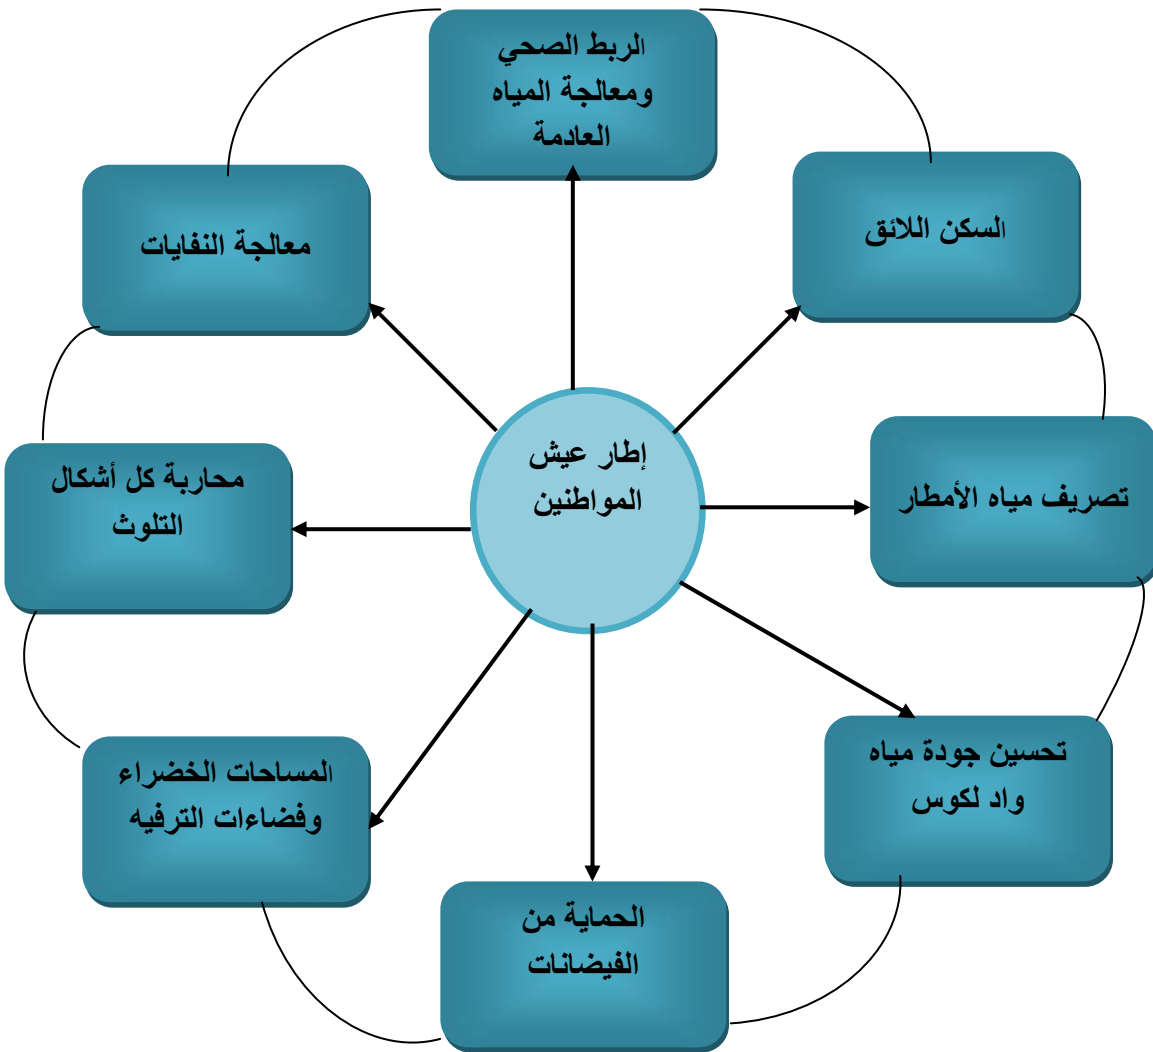 الربط الصحي
ومعالجة المياه
العادمة
السكن اللائق
معالجة النفايات
إطار عيش
المواطنين
تصريف مياه الأمطار
محاربة كل أشكال
التلوث
تحسين جودة مياه
واد لكوس
المساحات الخضراء
وفضاءات الترفيه
الحماية من
الفيضانات